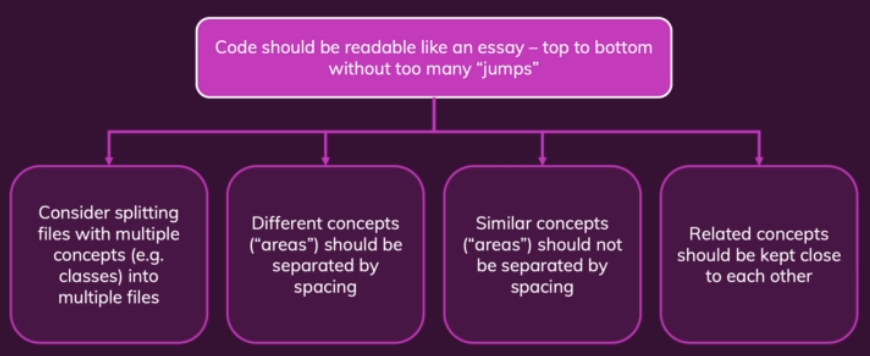 Code should be readable like an essay – top to bottom
without too many “jumps”
Consider splitting
files with multiple
concepts (e.g.
classes) into
multiple files
Different concepts
(“areas”) should be
separated by
spacing
Similar concepts
(“areas”) should not
be separated by
spacing
Related concepts
should be kept close
to each other